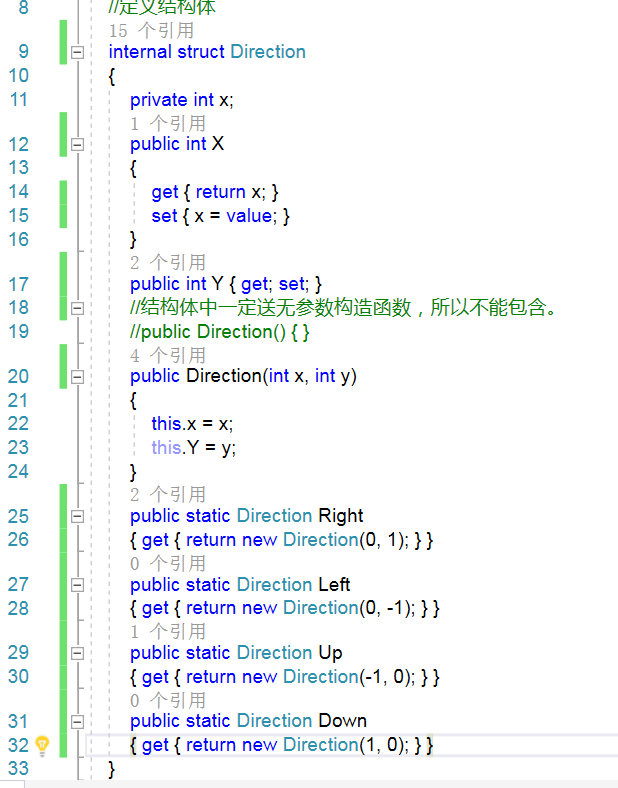 8 //定义结构体
15 个引用
9 internal struct Direction
10 {
11 private int x;
1 个引用
12 public int X
13 {
14 get { return x; }
15 set { x = value; }
16 }
2 个引用
17 public int Y { get; set; }
18 //结构体中一定送无参数构造函数，所以不能包含。
19 //public Direction() { }
4 个引用
20 public Direction(int x, int y)
21 {
22 this.x = x;
23 this.Y = y;
24 }
2 个引用
25 public static Direction Right
26 { get { return new Direction(0, 1); } }
0 个引用
27 public static Direction Left
28 { get { return new Direction(0, -1); } }
1 个引用
29 public static Direction Up
30 { get { return new Direction(-1, 0); } }
0 个引用
31 public static Direction Down
32 { get { return new Direction(1, 0); } }
33 }